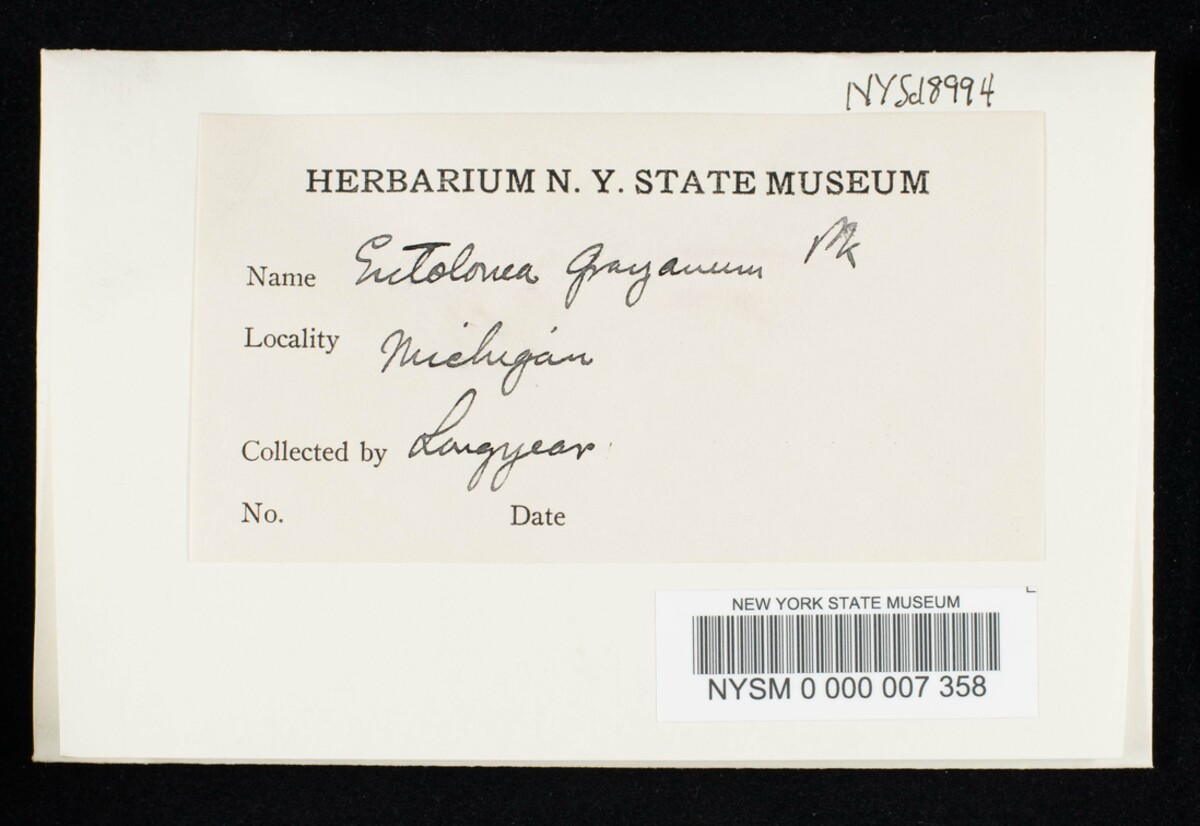 NYSd8994
HERBARIUM N. Y. STATE MUSEUM
Name Entoloma grayanum Pk
Locality Michigan
Collected by Longyear
No. Date
NEW YORK STATE MUSEUM
NYSM 0 000 007 358